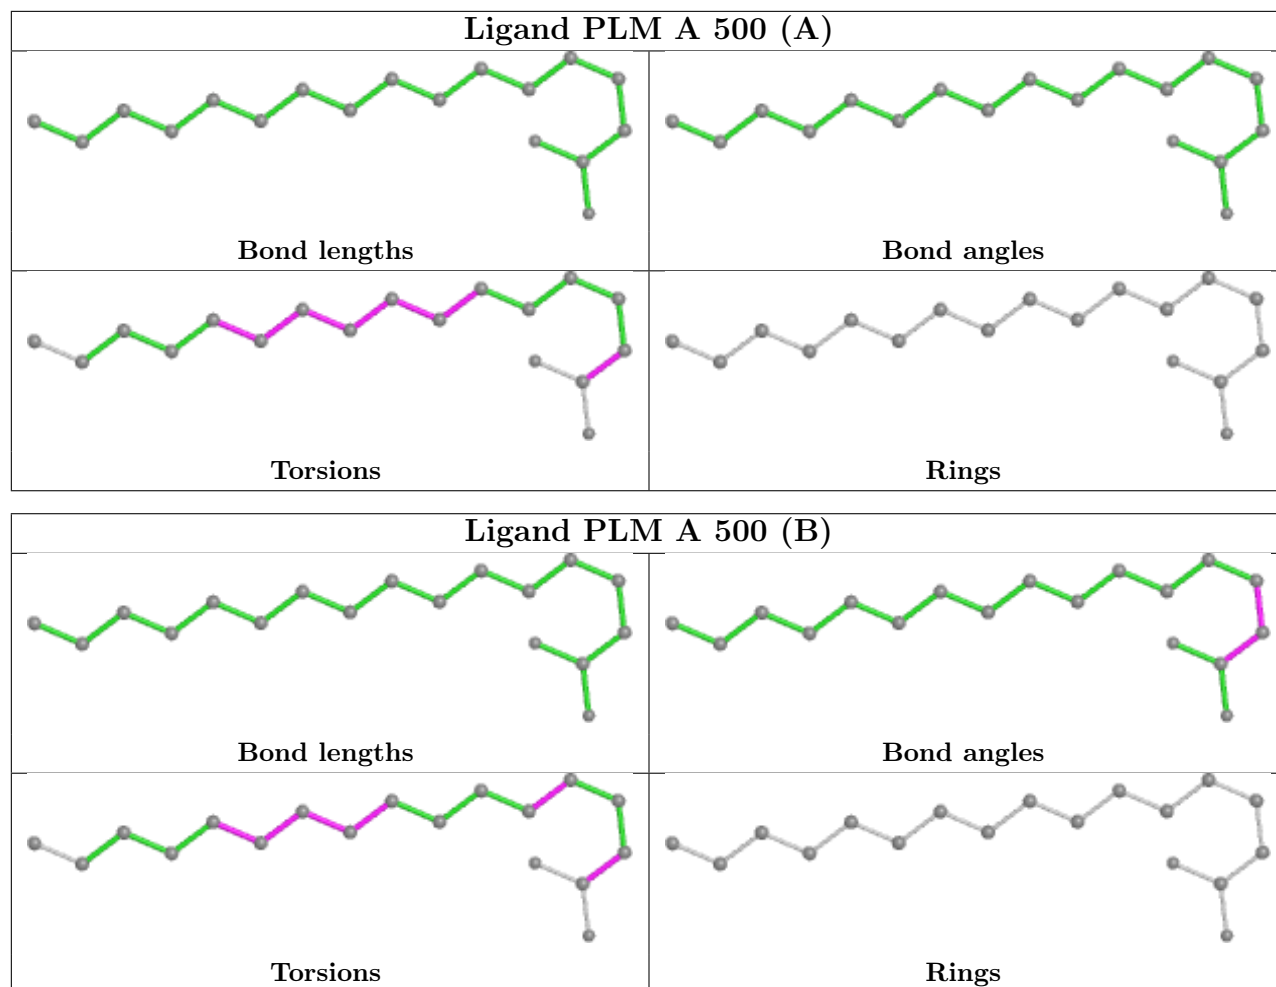 Ligand PLM A 500 (A)
Bond lengths
Bond angles
Torsions
Rings
Ligand PLM A 500 (B)
Bond lengths
Bond angles
Torsions
Rings